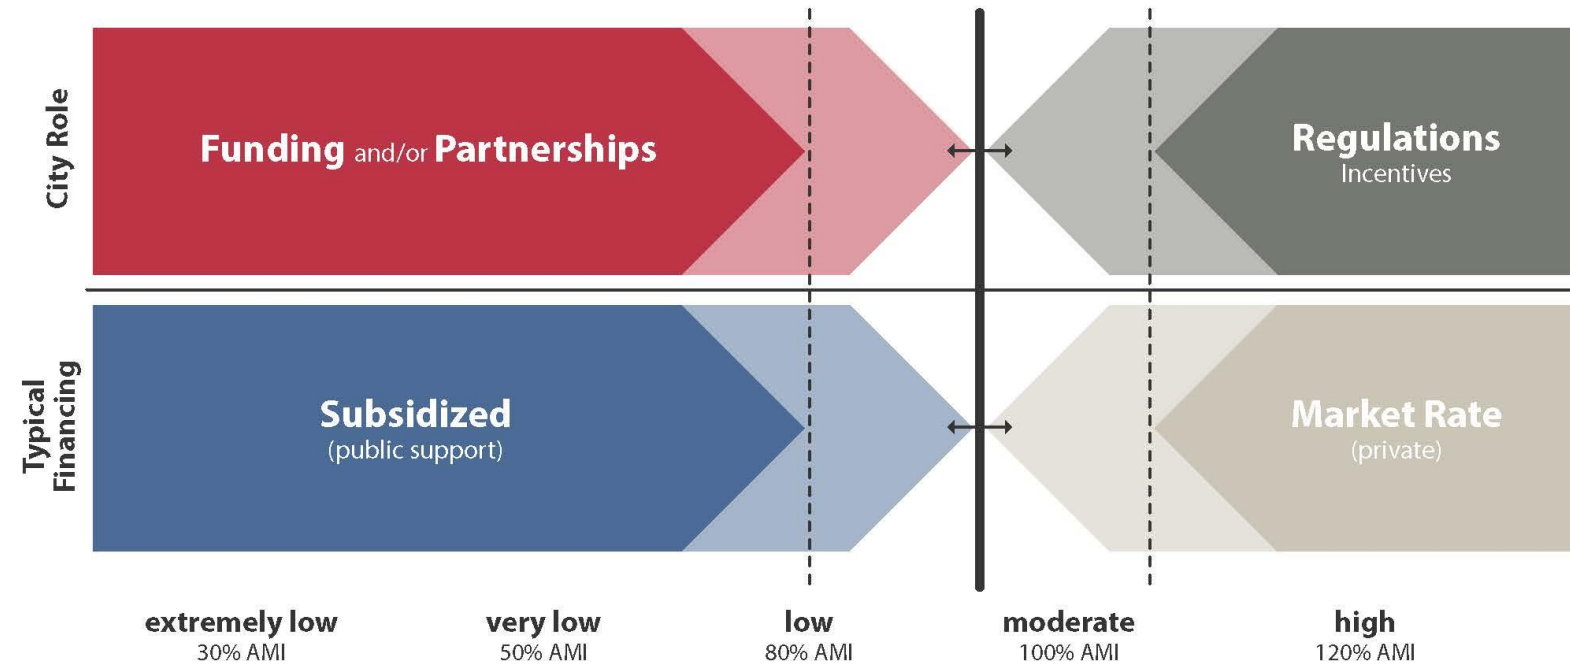 City Role
Funding and/or Partnerships
Regulations
Incentives
Typical
Financing
Subsidized
(public support)
Market Rate
(private)
extremely low
30% AMI
very low
50% AMI
low
80% AMI
moderate
100% AMI
high
120% AMI